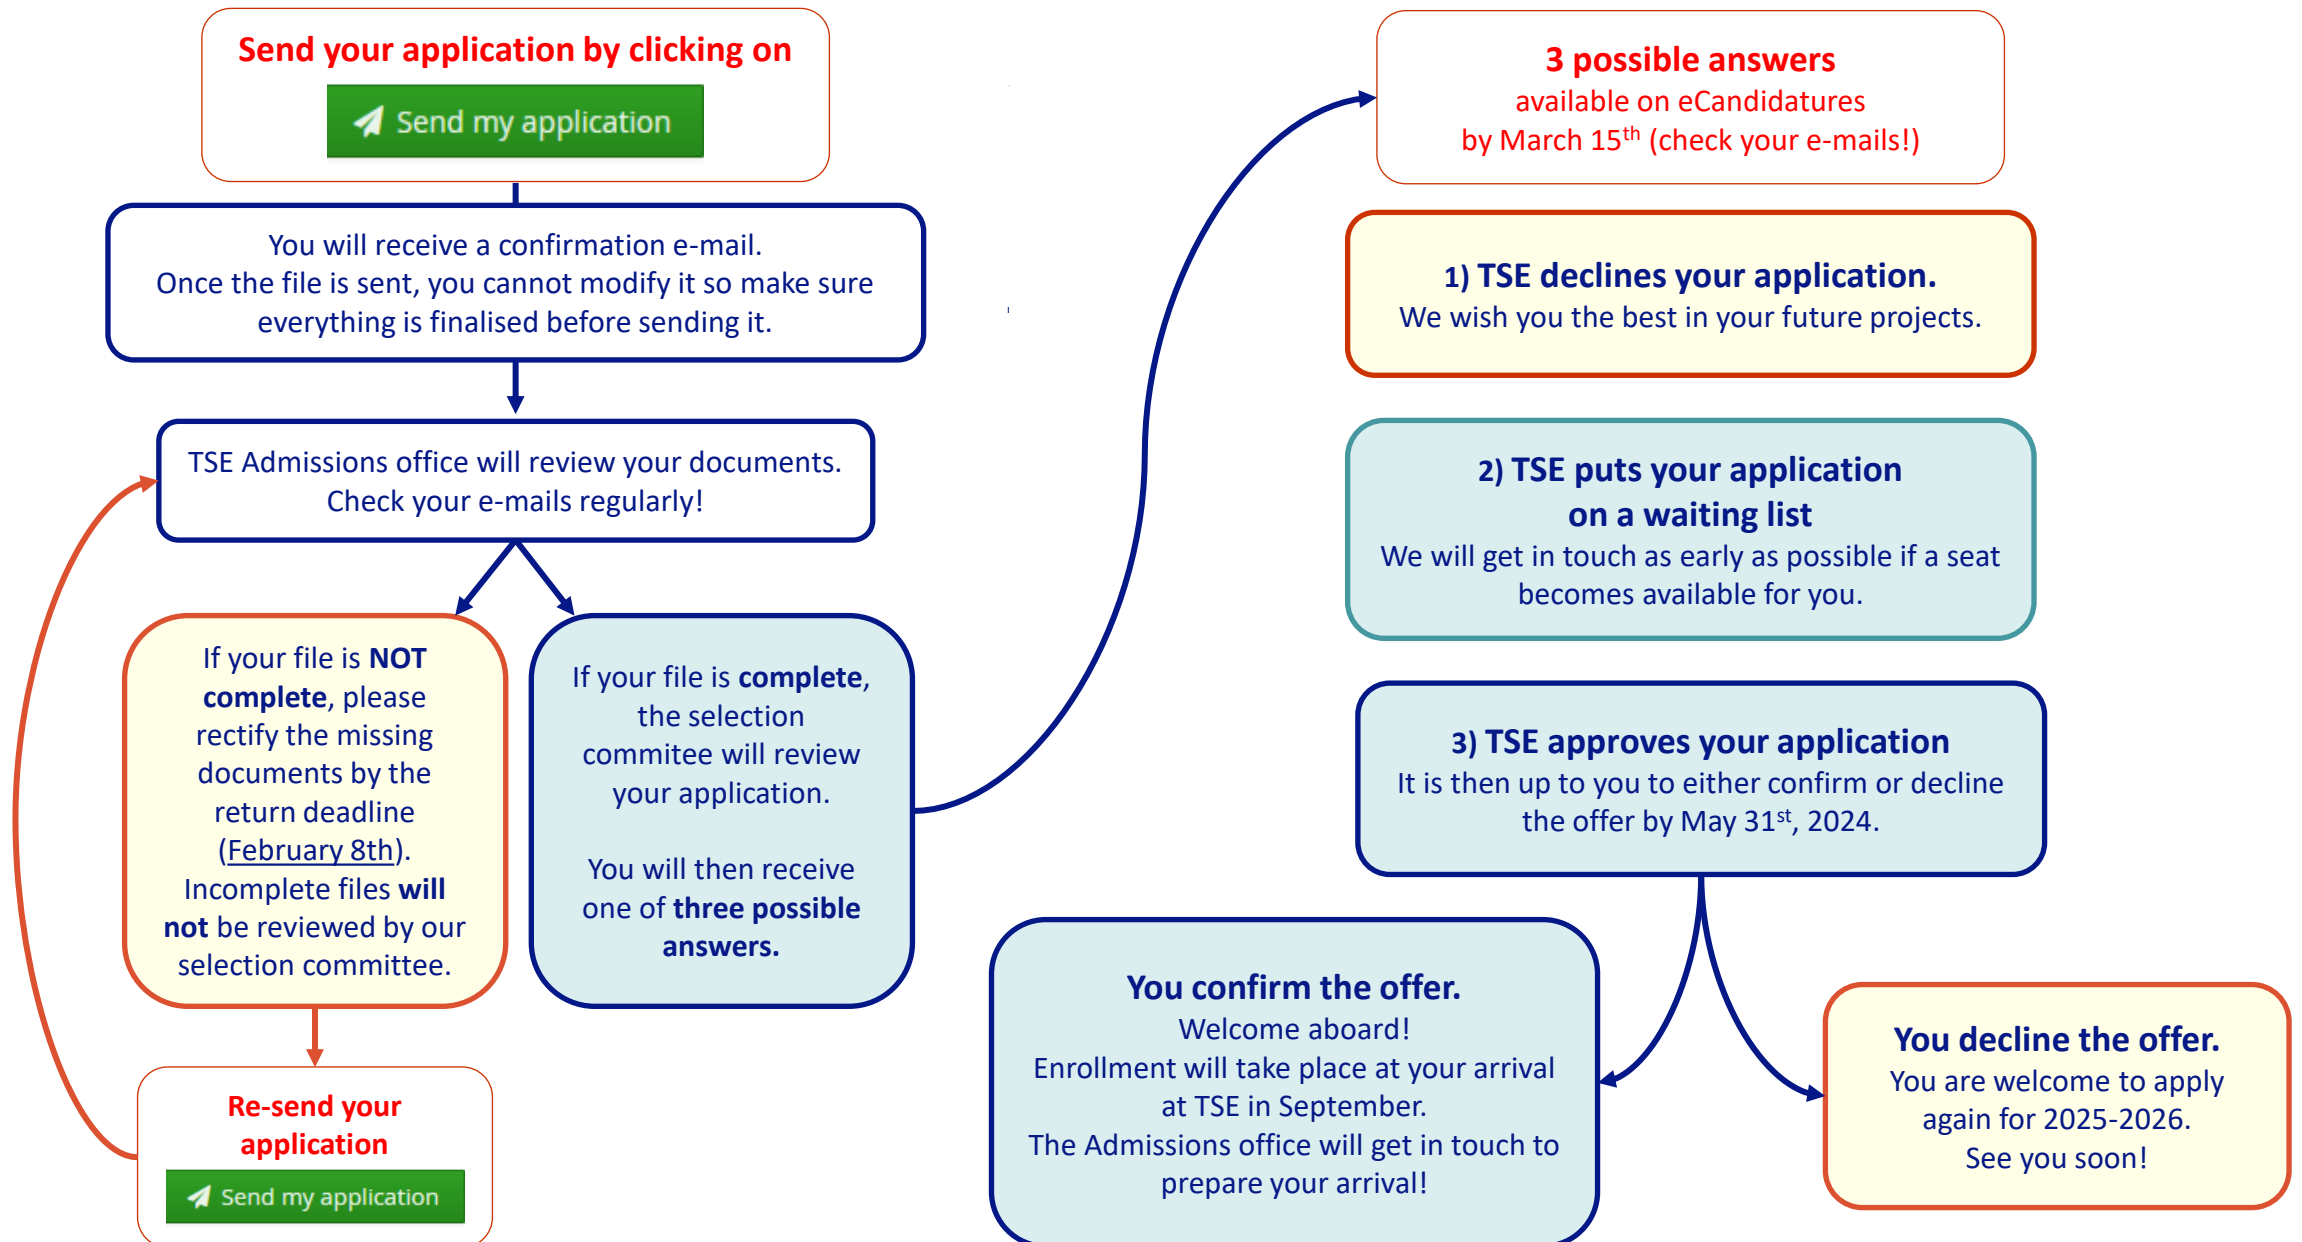 Send your application by clicking on
Send my application
You will receive a confirmation e-mail.
Once the file is sent, you cannot modify it so make sure
everything is finalised before sending it.
TSE Admissions office will review your documents.
Check your e-mails regularly!
If your file is NOT
complete, please
rectify the missing
documents by the
return deadline
(February 8th).
Incomplete files will
not be reviewed by our
selection committee.
Re-send your
application
Send my application
If your file is complete,
the selection
commitee will review
your application.
You will then receive
one of three possible
answers.
3 possible answers
available on eCandidatures
by March 15th (check your e-mails!)
1) TSE declines your application.
We wish you the best in your future projects.
2) TSE puts your application
on a waiting list
We will get in touch as early as possible if a seat
becomes available for you.
3) TSE approves your application
It is then up to you to either confirm or decline
the offer by May 31st, 2024.
You confirm the offer.
Welcome aboard!
Enrollment will take place at your arrival
at TSE in September.
The Admissions office will get in touch to
prepare your arrival!
You decline the offer.
You are welcome to apply
again for 2025-2026.
See you soon!